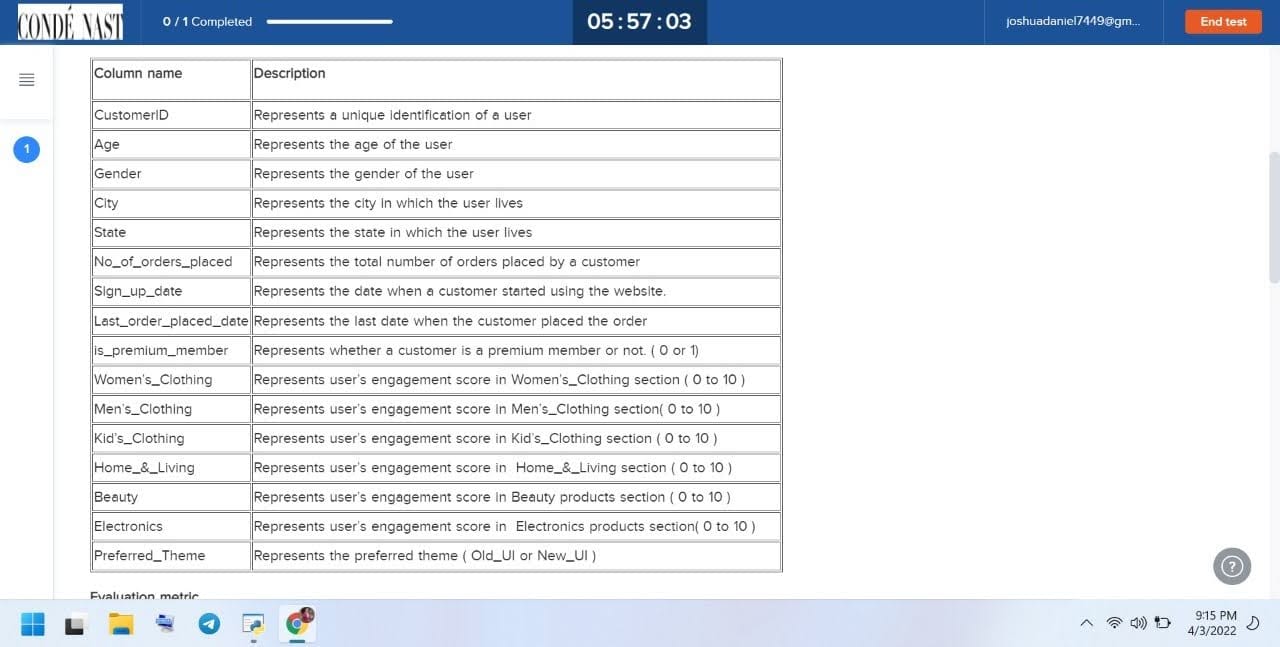 CONDÉ NAST
0 / 1 Completed
05:57:03
joshuadaniel7449@gm...
End test
1
Column name Description
CustomerID Represents a unique identification of a user
Age Represents the age of the user
Gender Represents the gender of the user
City Represents the city in which the user lives
State Represents the state in which the user lives
No_of_orders_placed Represents the total number of orders placed by a customer
Sign_up_date Represents the date when a customer started using the website.
Last_order_placed_date Represents the last date when the customer placed the order
is_premium_member Represents whether a customer is a premium member or not. ( 0 or 1)
Women's_Clothing Represents user's engagement score in Women's_Clothing section ( 0 to 10 )
Men's_Clothing Represents user's engagement score in Men's_Clothing section( 0 to 10 )
Kid's_Clothing Represents user's engagement score in Kid's_Clothing section ( 0 to 10 )
Home_&_Living Represents user's engagement score in Home_&_Living section ( 0 to 10 )
Beauty Represents user's engagement score in Beauty products section ( 0 to 10 )
Electronics Represents user's engagement score in Electronics products section( 0 to 10 )
Preferred_Theme Represents the preferred theme ( Old_UI or New_UI )
?
Evaluation metric
9:15 PM
4/3/2022